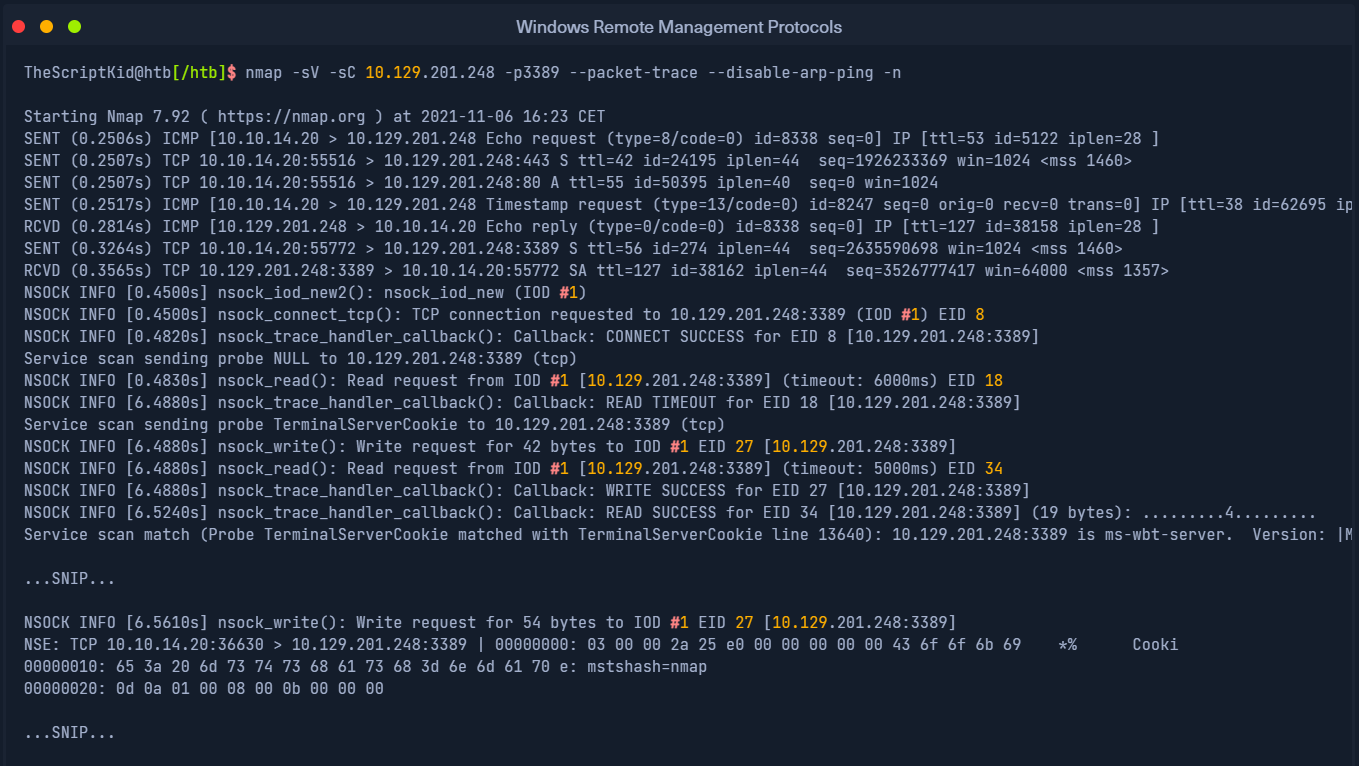 Windows Remote Management Protocols
TheScriptKid@htb[/htb]$ nmap -sV -sC 10.129.201.248 -p3389 --packet-trace --disable-arp-ping -n
Starting Nmap 7.92 ( https://nmap.org ) at 2021-11-06 16:23 CET
SENT (0.2506s) ICMP [10.10.14.20 > 10.129.201.248 Echo request (type=8/code=0) id=8338 seq=0] IP [ttl=53 id=5122 iplen=28 ]
SENT (0.2507s) TCP 10.10.14.20:55516 > 10.129.201.248:443 S ttl=42 id=24195 iplen=44  seq=1926233369 win=1024 <mss 1460>
SENT (0.2507s) TCP 10.10.14.20:55516 > 10.129.201.248:80 A ttl=55 id=50395 iplen=40  seq=0 win=1024
SENT (0.2517s) ICMP [10.10.14.20 > 10.129.201.248 Timestamp request (type=13/code=0) id=8247 seq=0 orig=0 recv=0 trans=0] IP [ttl=38 id=62695 ip
RCVD (0.2814s) ICMP [10.129.201.248 > 10.10.14.20 Echo reply (type=0/code=0) id=8338 seq=0] IP [ttl=127 id=38158 iplen=28 ]
SENT (0.3264s) TCP 10.10.14.20:55772 > 10.129.201.248:3389 S ttl=56 id=274 iplen=44  seq=2635590698 win=1024 <mss 1460>
RCVD (0.3565s) TCP 10.129.201.248:3389 > 10.10.14.20:55772 SA ttl=127 id=38162 iplen=44  seq=3526777417 win=64000 <mss 1357>
NSOCK INFO [0.4500s] nsock_iod_new2(): nsock_iod_new (IOD #1)
NSOCK INFO [0.4500s] nsock_connect_tcp(): TCP connection requested to 10.129.201.248:3389 (IOD #1) EID 8
NSOCK INFO [0.4820s] nsock_trace_handler_callback(): Callback: CONNECT SUCCESS for EID 8 [10.129.201.248:3389]
Service scan sending probe NULL to 10.129.201.248:3389 (tcp)
NSOCK INFO [0.4830s] nsock_read(): Read request from IOD #1 [10.129.201.248:3389] (timeout: 6000ms) EID 18
NSOCK INFO [6.4880s] nsock_trace_handler_callback(): Callback: READ TIMEOUT for EID 18 [10.129.201.248:3389]
Service scan sending probe TerminalServerCookie to 10.129.201.248:3389 (tcp)
NSOCK INFO [6.4880s] nsock_write(): Write request for 42 bytes to IOD #1 EID 27 [10.129.201.248:3389]
NSOCK INFO [6.4880s] nsock_read(): Read request from IOD #1 [10.129.201.248:3389] (timeout: 5000ms) EID 34
NSOCK INFO [6.4880s] nsock_trace_handler_callback(): Callback: WRITE SUCCESS for EID 27 [10.129.201.248:3389]
NSOCK INFO [6.5240s] nsock_trace_handler_callback(): Callback: READ SUCCESS for EID 34 [10.129.201.248:3389] (19 bytes): .........4.........
Service scan match (Probe TerminalServerCookie matched with TerminalServerCookie line 13640): 10.129.201.248:3389 is ms-wbt-server.  Version: |M
...SNIP...
NSOCK INFO [6.5610s] nsock_write(): Write request for 54 bytes to IOD #1 EID 27 [10.129.201.248:3389]
NSE: TCP 10.10.14.20:36630 > 10.129.201.248:3389 | 00000000: 03 00 00 2a 25 e0 00 00 00 00 00 43 6f 6f 6b 69    *%      Cooki
00000010: 65 3a 20 6d 73 74 73 68 61 73 68 3d 6e 6d 61 70 e: mstshash=nmap
00000020: 0d 0a 01 00 08 00 0b 00 00 00
...SNIP...